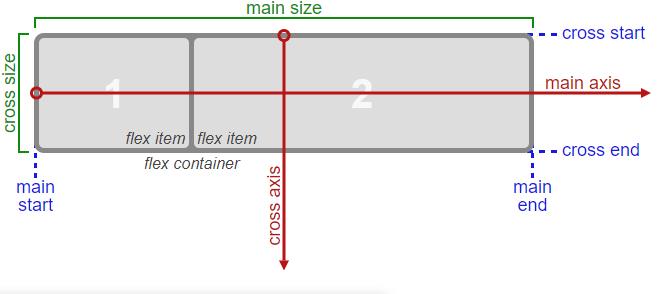 main size
cross start
cross size
1
2
main axis
flex item
flex item
cross end
flex container
main
start
cross axis
main
end